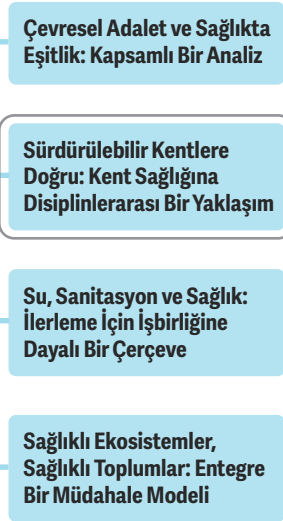 Çevresel Adalet ve Sağlıkta
Eşitlik: Kapsamlı Bir Analiz
Sürdürülebilir Kentlere
Doğru: Kent Sağlığına
Disiplinlerarası Bir Yaklaşım
Su, Sanitasyon ve Sağlık:
İlerleme İçin İşbirliğine
Dayalı Bir Çerçeve
Sağlıklı Ekosistemler,
Sağlıklı Toplumlar: Entegre
Bir Müdahale Modeli